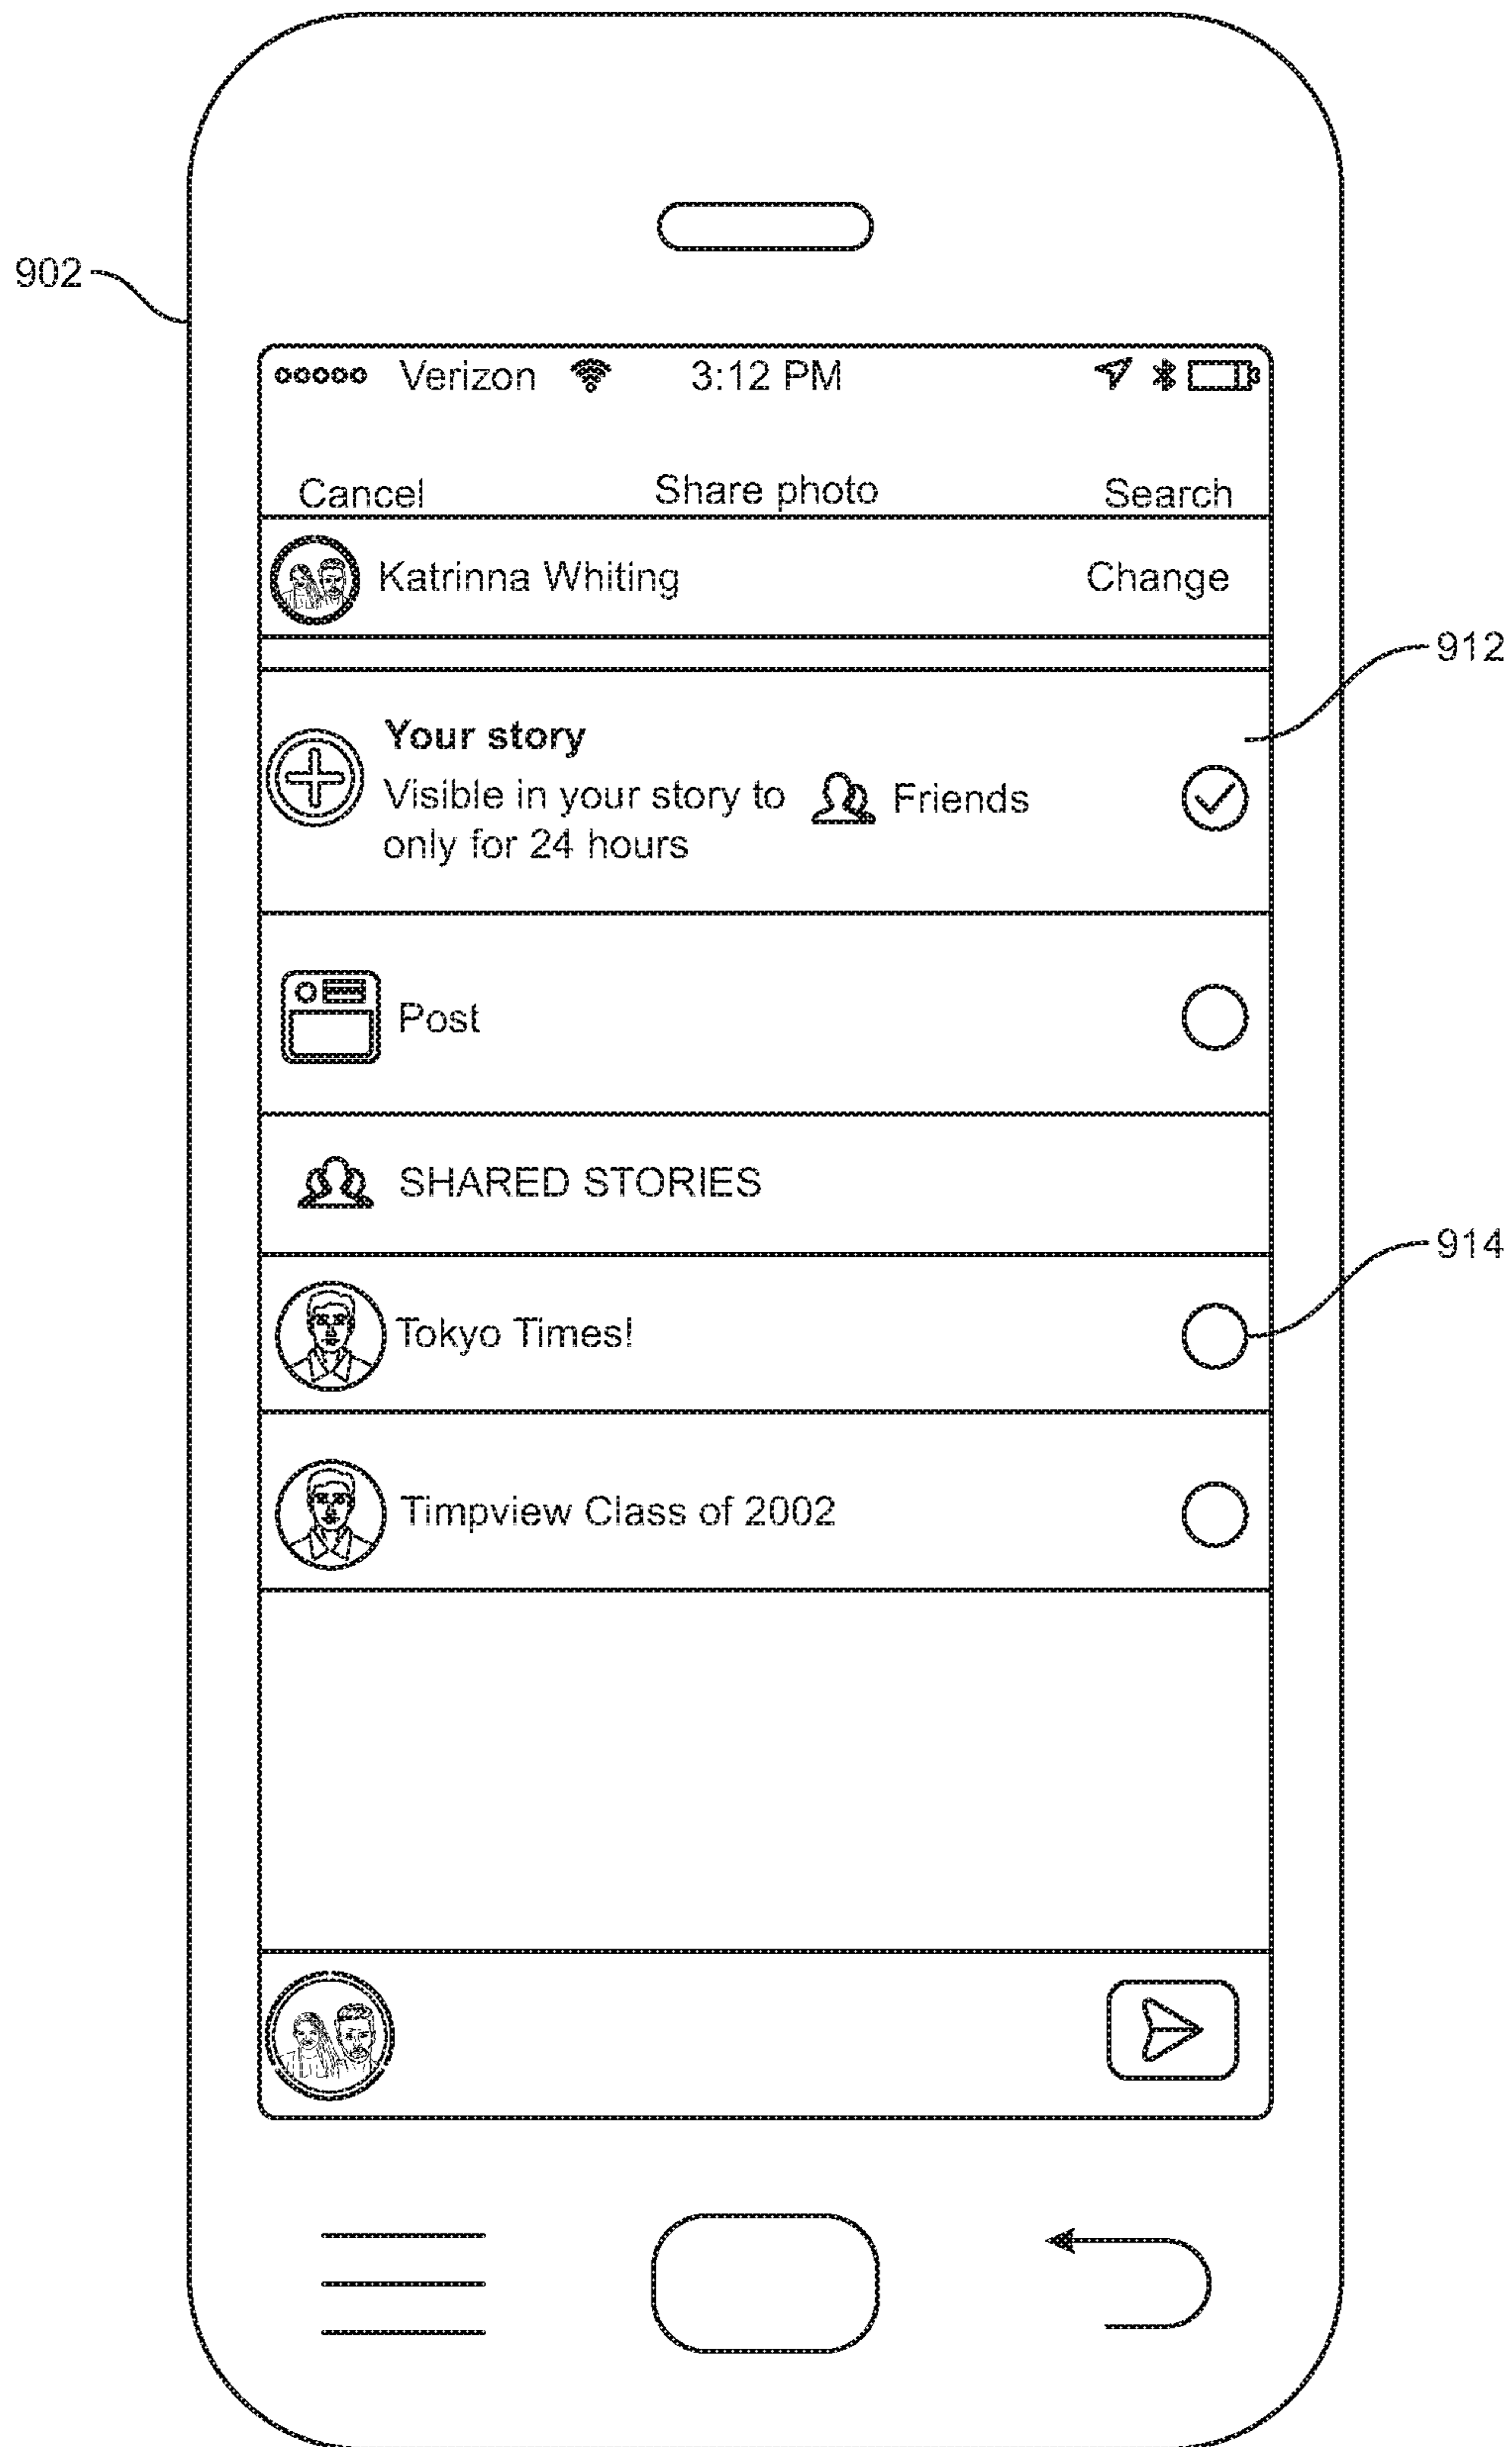 902
Verizon 3:12 PM
Cancel Share photo Search
Katrinna Whiting Change
912
Your story
Visible in your story to Friends
only for 24 hours
Post
SHARED STORIES
914
Tokyo Times!
Timpview Class of 2002